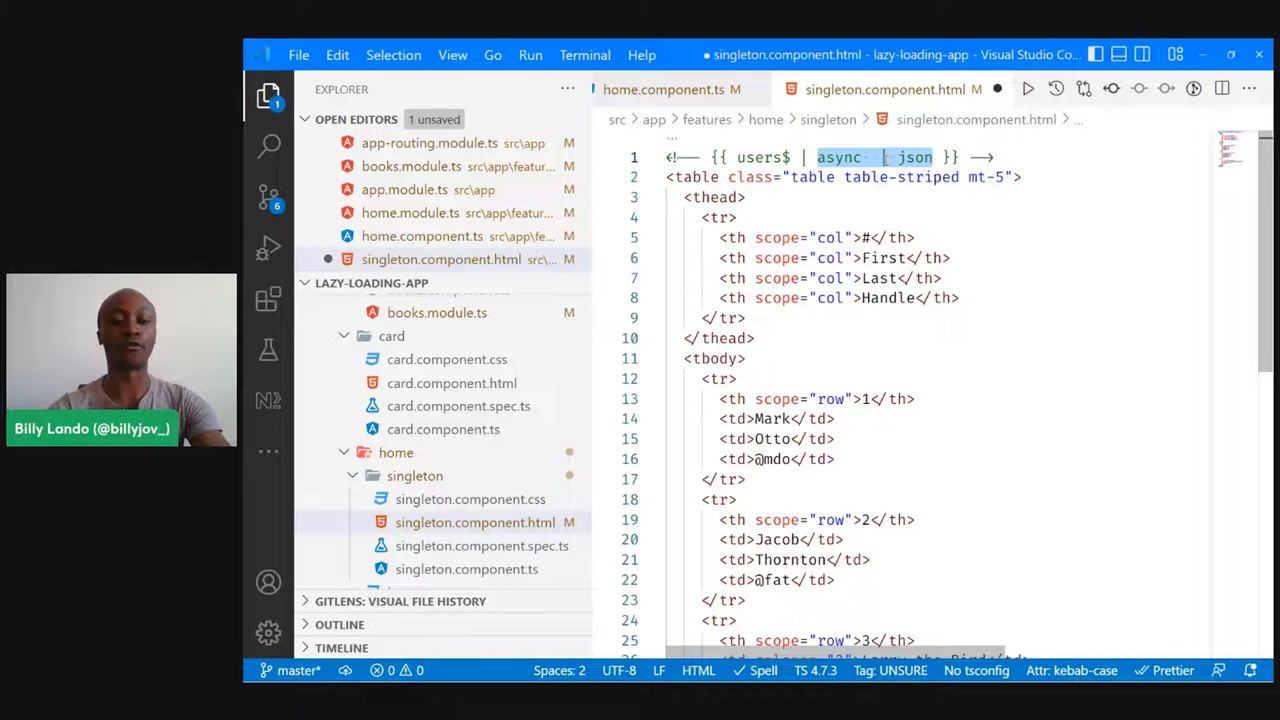 File Edit Selection View Go Run Terminal Help
singleton.component.html - lazy-loading-app - Visual Studio Co...
EXPLORER
OPEN EDITORS 1 unsaved
app-routing.module.ts src\app
books.module.ts src\app\featur... M
app.module.ts src\app
home.module.ts src\app\featur... M
home.component.ts src\app\fe... M
singleton.component.html src\... M
LAZY-LOADING-APP
books.module.ts M
card
card.component.css
card.component.html
card.component.spec.ts
card.component.ts
home
singleton
singleton.component.css
singleton.component.html M
singleton.component.spec.ts
singleton.component.ts
GITLENS: VISUAL FILE HISTORY
OUTLINE
TIMELINE
1
6
N
Billy Lando (@billyjov_)
home.component.ts M
singleton.component.html M
src > app > features > home > singleton > singleton.component.html > ...
1 <!-- {{ users$ | async | json }} -->
2 <table class="table table-striped mt-5">
3 <thead>
4 <tr>
5 <th scope="col">#</th>
6 <th scope="col">First</th>
7 <th scope="col">Last</th>
8 <th scope="col">Handle</th>
9 </tr>
10 </thead>
11 <tbody>
12 <tr>
13 <th scope="row">1</th>
14 <td>Mark</td>
15 <td>Otto</td>
16 <td>@mdo</td>
17 </tr>
18 <tr>
19 <th scope="row">2</th>
20 <td>Jacob</td>
21 <td>Thornton</td>
22 <td>@fat</td>
23 </tr>
24 <tr>
25 <th scope="row">3</th>
master* 0 0 Spaces: 2 UTF-8 LF HTML Spell TS 4.7.3 Tag: UNSURE No tsconfig Attr: kebab-case Prettier